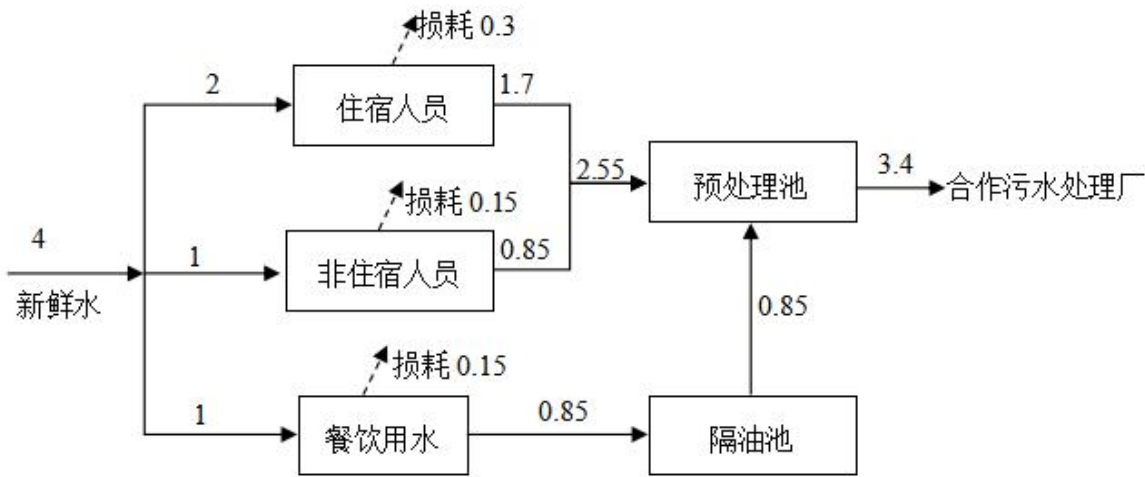 损耗 0.3
2
住宿人员
1.7
2.55
预处理池
3.4
合作污水处理厂
损耗 0.15
4
1
非住宿人员
0.85
新鲜水
0.85
损耗 0.15
1
餐饮用水
0.85
隔油池